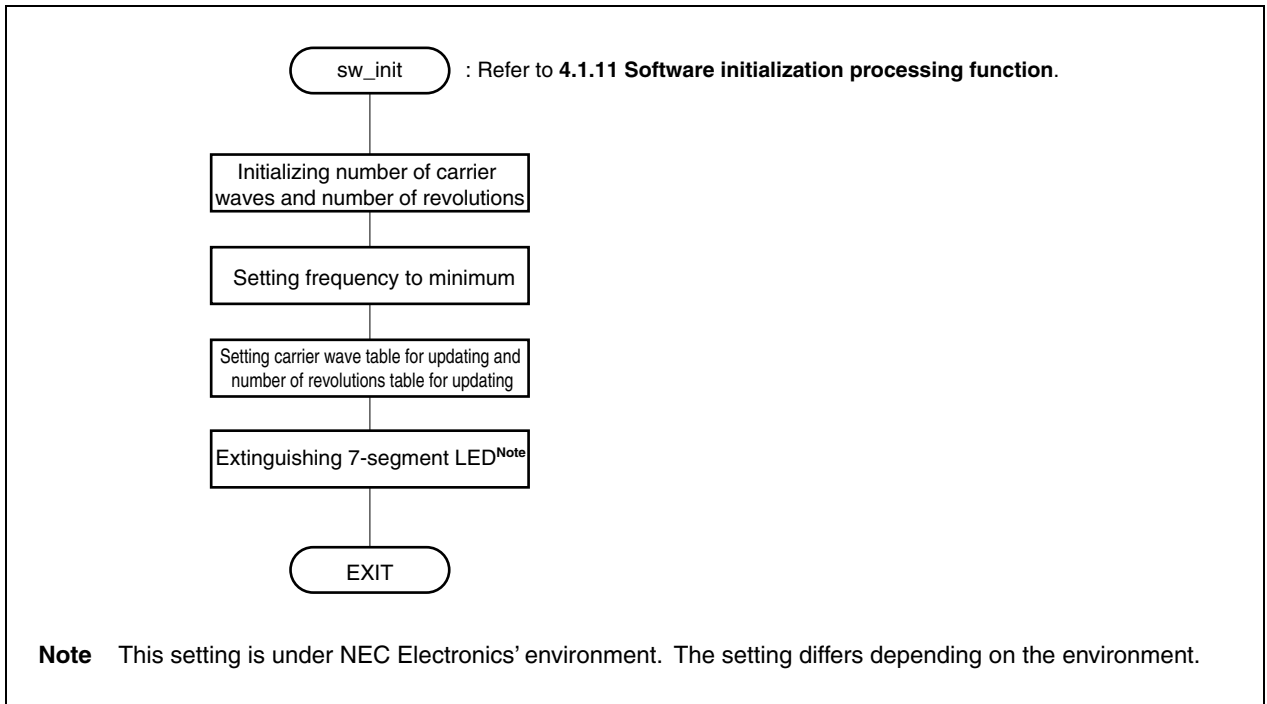 sw_init : Refer to 4.1.11 Software initialization processing function.
Initializing number of carrier
waves and number of revolutions
Setting frequency to minimum
Setting carrier wave table for updating and
number of revolutions table for updating
Extinguishing 7-segment LEDNote
EXIT
Note This setting is under NEC Electronics’ environment. The setting differs depending on the environment.